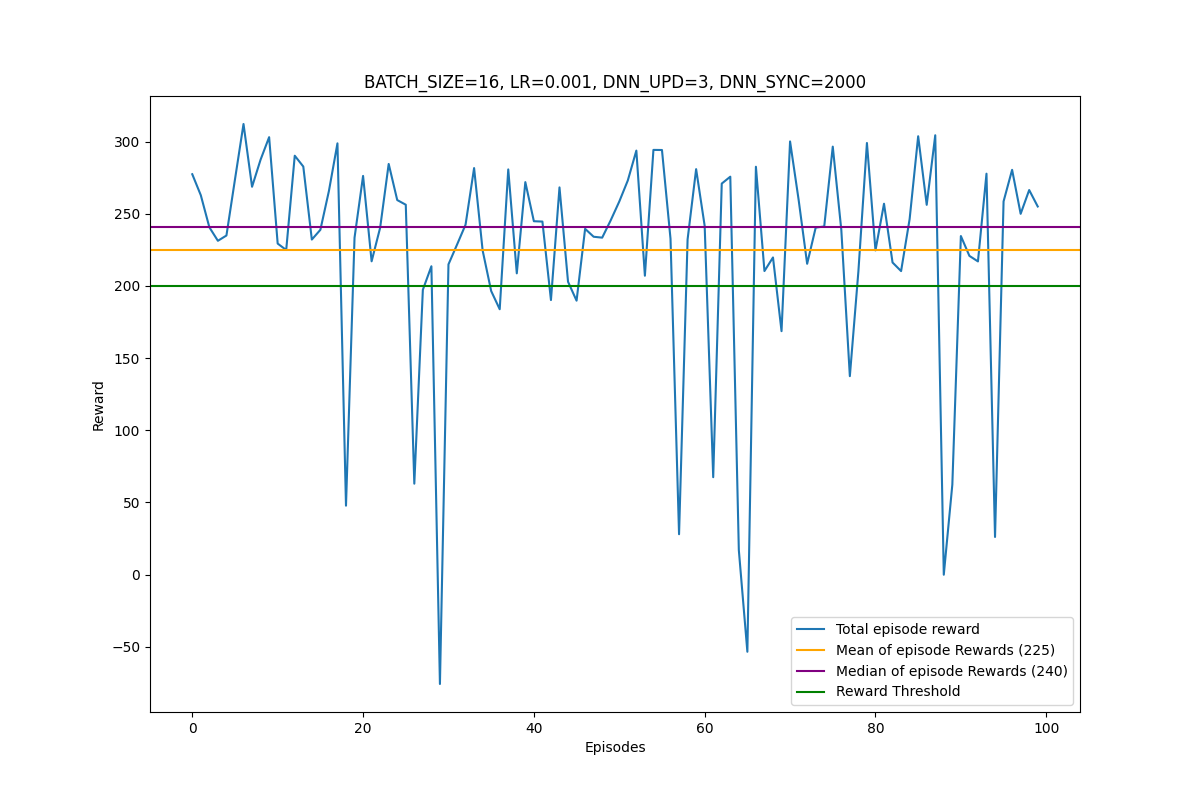 BATCH_SIZE=16, LR=0.001, DNN_UPD=3, DNN_SYNC=2000
300
250
200
150
100
50
0
−50
Reward
Total episode reward
Mean of episode Rewards (225)
Median of episode Rewards (240)
Reward Threshold
0 20 40 60 80 100
Episodes